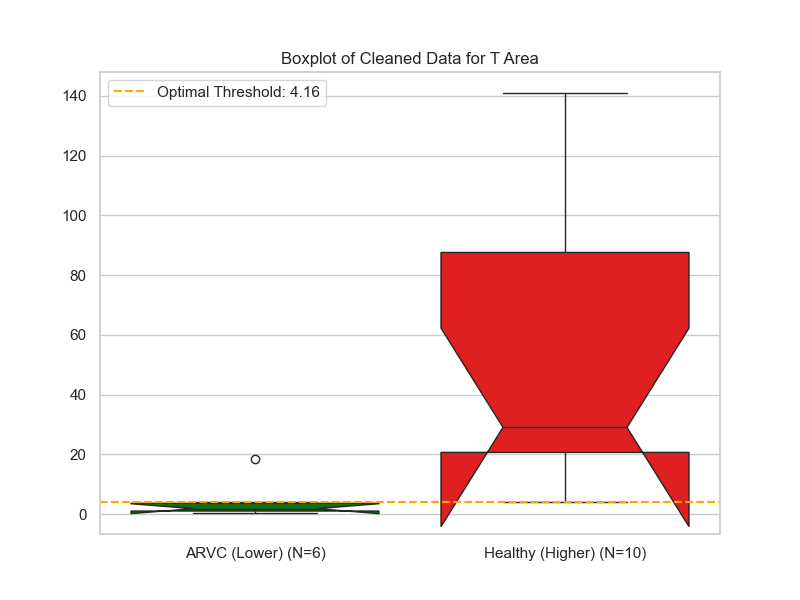 Boxplot of Cleaned Data for T Area
Optimal Threshold: 4.16
140
120
100
80
60
40
20
0
ARVC (Lower) (N=6)
Healthy (Higher) (N=10)